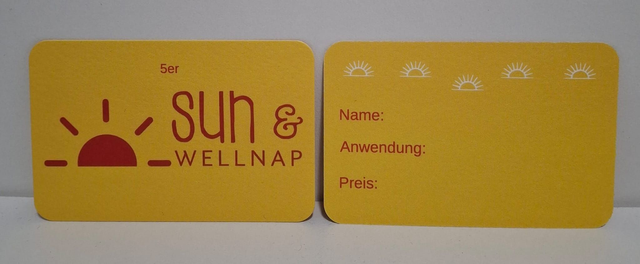 5er
sun &
WELLNAP
Name:
Anwendung:
Preis: